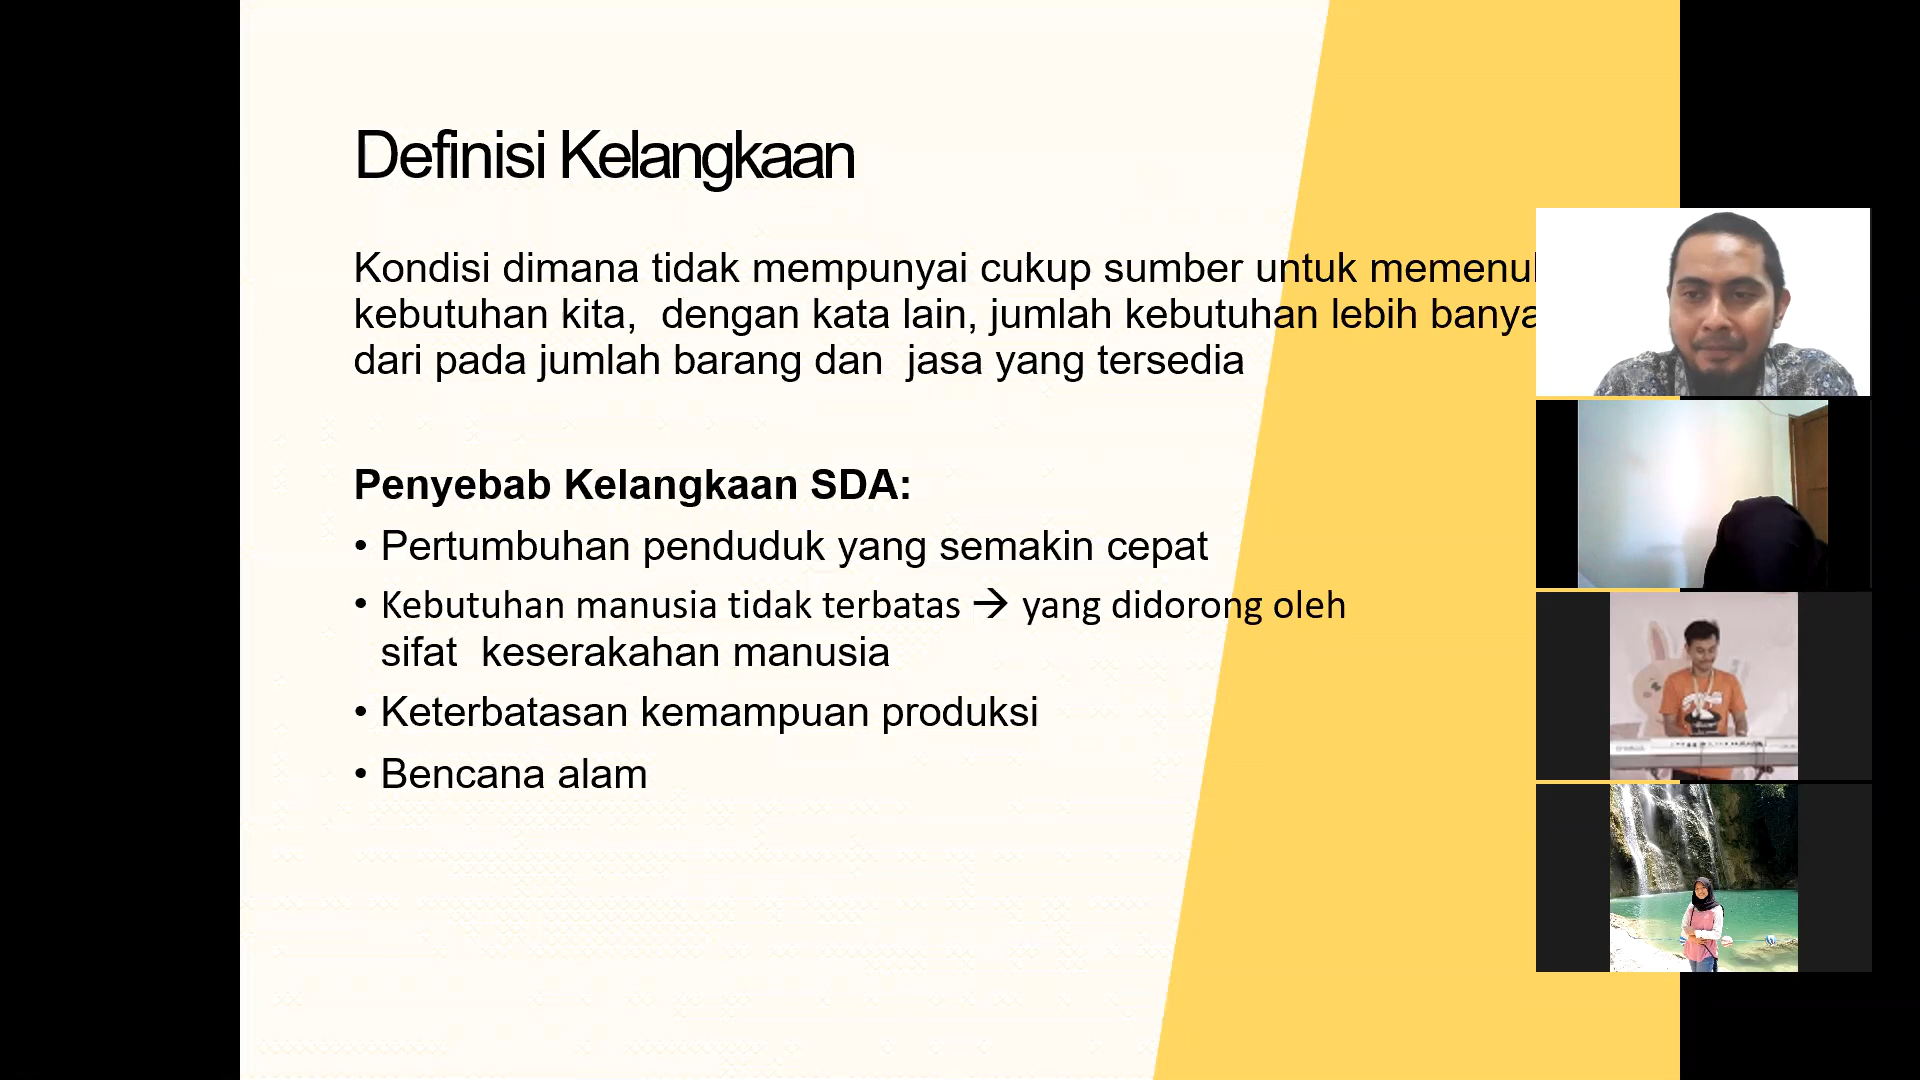 Definisi Kelangkaan
Kondisi dimana tidak mempunyai cukup sumber untuk
kebutuhan kita, dengan kata lain, jumlah kebutuhan lebih
dari pada jumlah barang dan jasa yang tersedia
Penyebab Kelangkaan SDA:
• Pertumbuhan penduduk yang semakin cepat
• Kebutuhan manusia tidak terbatas → yang didorong oleh
sifat keserakahan manusia
• Keterbatasan kemampuan produksi
• Bencana alam